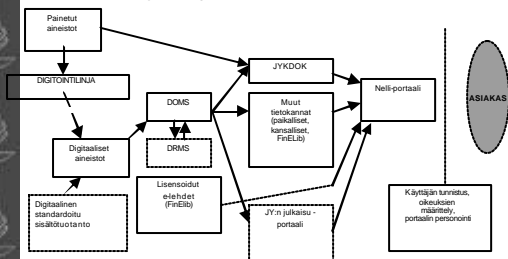 Painetut
aineistot
DIGITOINTILINJA
Digitaaliset
aineistot
Digitaalinen
standardoitu
sisältötuotanto
DOMS
DRMS
Lisensoidut
e-lehdet
(FinElib)
JYKDOK
Muut
tietokannat
(paikalliset,
kansalliset,
FinELib)
JY:n julkaisu -
portaali
Nelli-portaali
ASIAKAS
Käyttäjän tunnistus,
oikeuksien
määrittely,
portaalin personointi